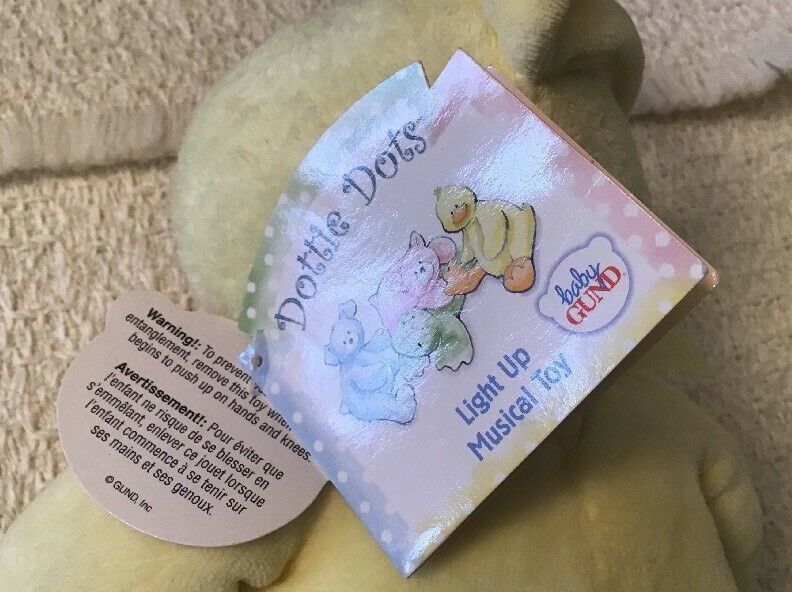 Dottie Dots
baby
GUND
Light Up
Musical Toy
Warning!: To prevent
entanglement, remove this toy when
begins to push up on hands and knees.
Avertissement!: Pour éviter que
l'enfant ne risque de se blesser en
s'emmêlant, enlever ce jouet lorsque
l'enfant commence à se tenir sur
ses mains et ses genoux.
© GUND, Inc